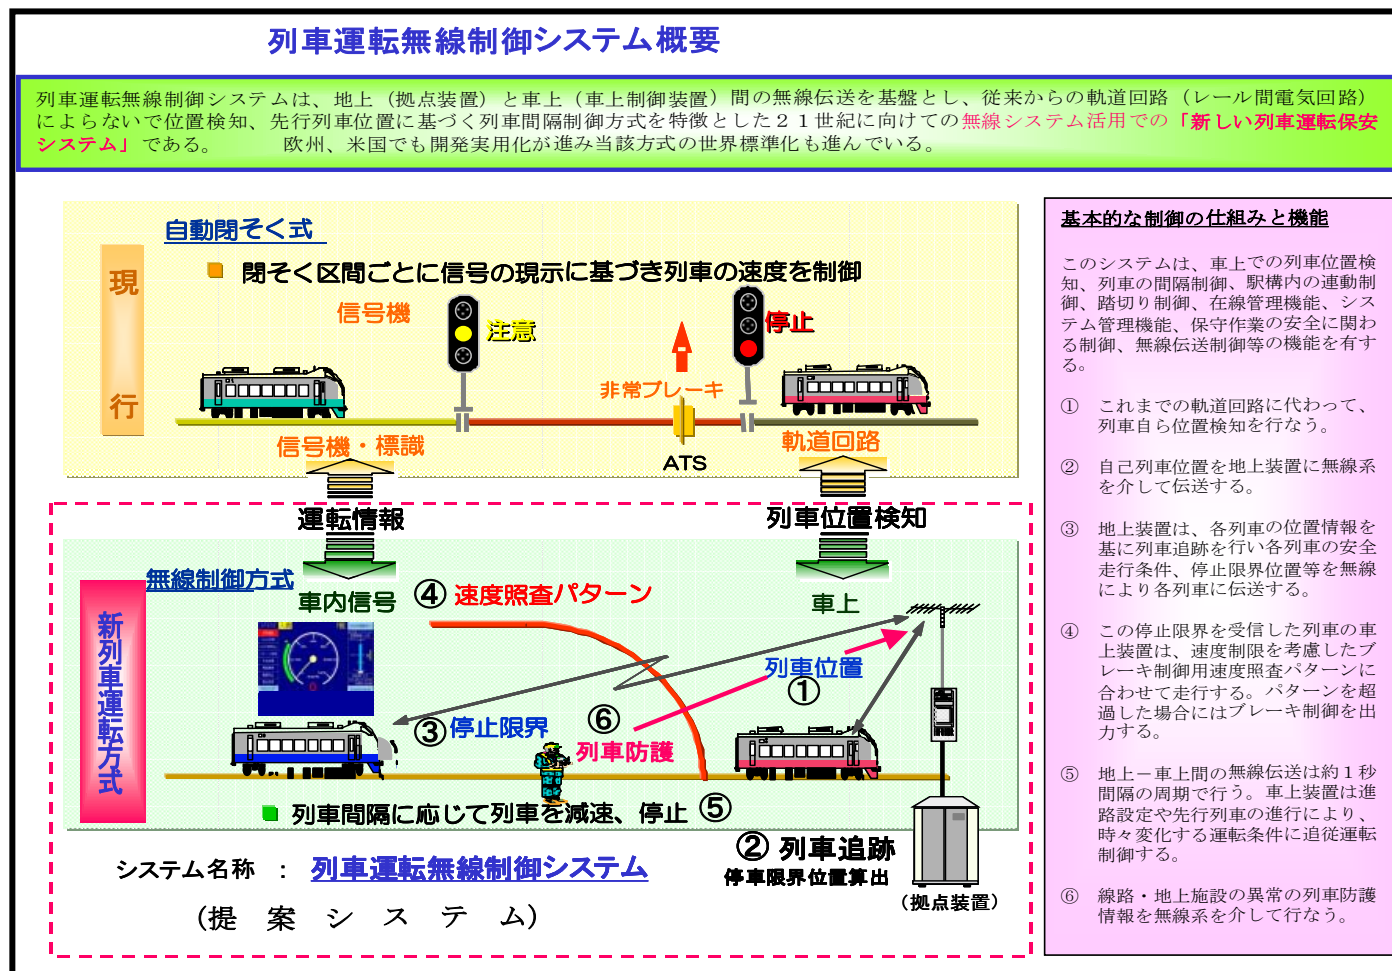 列車運転無線制御システム概要
列車運転無線制御システムは、地上（拠点装置）と車上（車上制御装置）間の無線伝送を基盤とし、従来からの軌道回路（レール間電気回路）
によらないで位置検知、先行列車位置に基づく列車間隔制御方式を特徴とした２１世紀に向けての無線システム活用での「新しい列車運転保安
システム」である。　　　欧州、米国でも開発実用化が進み当該方式の世界標準化も進んでいる。
現行
自動閉そく式
閉そく区間ごとに信号の現示に基づき列車の速度を制御
信号機
注意
停止
非常ブレーキ
信号機・標識
ATS
軌道回路
運転情報
列車位置検知
新列車運転方式
無線制御方式
車内信号
④ 速度照査パターン
車上
列車位置
①
③ 停止限界
⑥
列車防護
列車間隔に応じて列車を減速、停止 ⑤
② 列車追跡
停車限界位置算出
（拠点装置）
システム名称 ： 列車運転無線制御システム
（提 案 シ ス テ ム）
基本的な制御の仕組みと機能
このシステムは、車上での列車位置検
知、列車の間隔制御、駅構内の連動制
御、踏切り制御、在線管理機能、シス
テム管理機能、保守作業の安全に関わ
る制御、無線伝送制御等の機能を有す
る。
① これまでの軌道回路に代わって、
列車自ら位置検知を行なう。
② 自己列車位置を地上装置に無線系
を介して伝送する。
③ 地上装置は、各列車の位置情報を
基に列車追跡を行い各列車の安全
走行条件、停止限界位置等を無線
により各列車に伝送する。
④ この停止限界を受信した列車の車
上装置は、速度制限を考慮したブ
レーキ制御用速度照査パターンに
合わせて走行する。パターンを超
過した場合にはブレーキ制御を出
力する。
⑤ 地上－車上間の無線伝送は約１秒
間隔の周期で行う。車上装置は進
路設定や先行列車の進行により、
時々変化する運転条件に追従運転
制御する。
⑥ 線路・地上施設の異常の列車防護
情報を無線系を介して行なう。